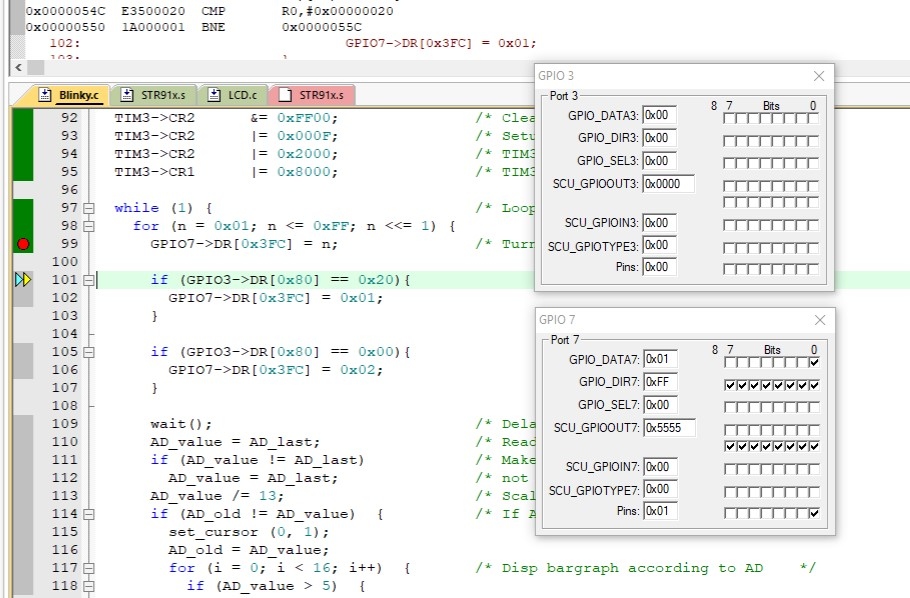 0x0000054C  E3500020  CMP       R0,#0x00000020
0x00000550  1A000001  BNE       0x0000055C
102:                                 GPIO7->DR[0x3FC] = 0x01;
Blinky.c   STR91x.s   LCD.c   STR91x.s
92   TIM3->CR2      &= 0xFF00;               /* Clea
93   TIM3->CR2      |= 0x000F;               /* Setu
94   TIM3->CR2      |= 0x2000;               /* TIM3
95   TIM3->CR1      |= 0x8000;               /* TIM3
96
97   while (1) {                             /* Loop
98     for (n = 0x01; n <= 0xFF; n <<= 1) {
99       GPIO7->DR[0x3FC] = n;               /* Turn
100
101      if (GPIO3->DR[0x80] == 0x20){
102        GPIO7->DR[0x3FC] = 0x01;
103      }
104
105      if (GPIO3->DR[0x80] == 0x00){
106        GPIO7->DR[0x3FC] = 0x02;
107      }
108
109      wait();                             /* Dela
110      AD_value = AD_last;                 /* Read
111      if (AD_value != AD_last)            /* Make
112        AD_value = AD_last;               /* not
113      AD_value /= 13;                     /* Scal
114      if (AD_old != AD_value)   {         /* If A
115        set_cursor (0, 1);
116        AD_old = AD_value;
117        for (i = 0; i < 16; i++)  {       /* Disp bargraph according to AD    */
118          if (AD_value > 5)  {
GPIO 3
Port 3
8 7 Bits 0
GPIO_DATA3: 0x00
GPIO_DIR3: 0x00
GPIO_SEL3: 0x00
SCU_GPIOOUT3: 0x0000
SCU_GPIOIN3: 0x00
SCU_GPIOTYPE3: 0x00
Pins: 0x00
GPIO 7
Port 7
8 7 Bits 0
GPIO_DATA7: 0x01
GPIO_DIR7: 0xFF
GPIO_SEL7: 0x00
SCU_GPIOOUT7: 0x5555
SCU_GPIOIN7: 0x00
SCU_GPIOTYPE7: 0x00
Pins: 0x01